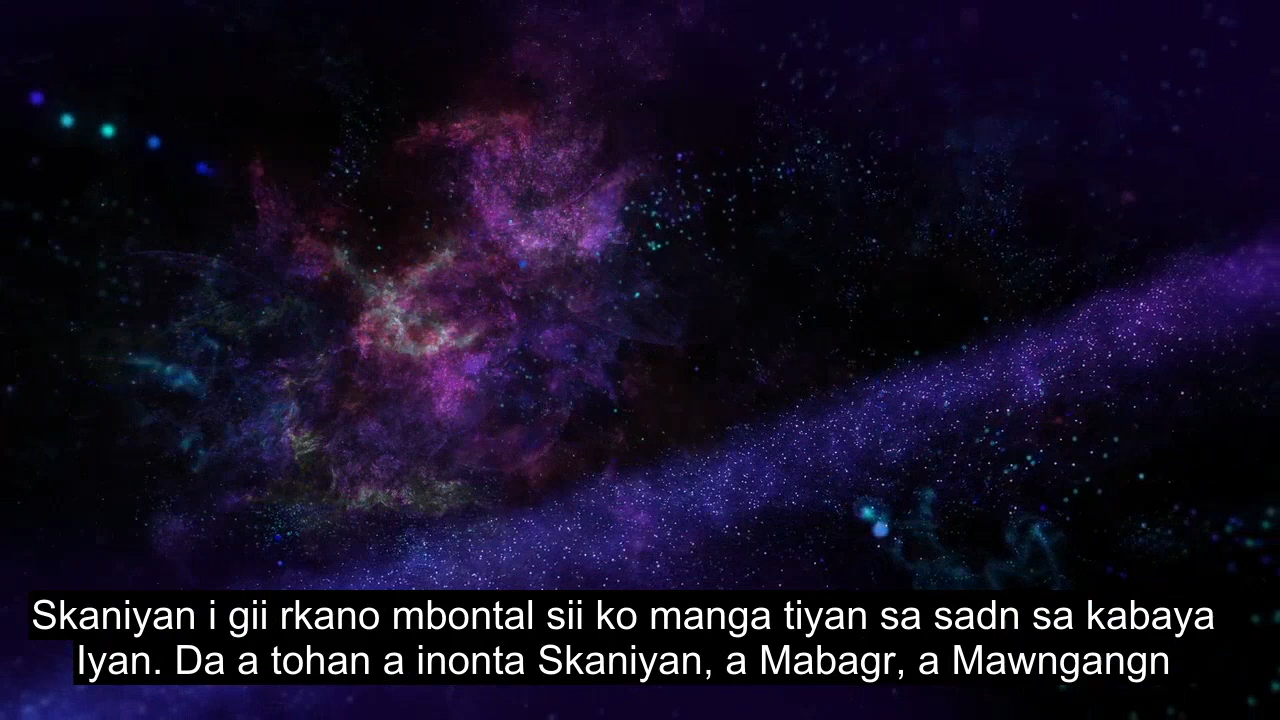 Skaniyan i gii rkano mbontal sii ko manga tiyan sa sadn sa kabaya
Iyan. Da a tohan a inonta Skaniyan, a Mabagr, a Mawngangn